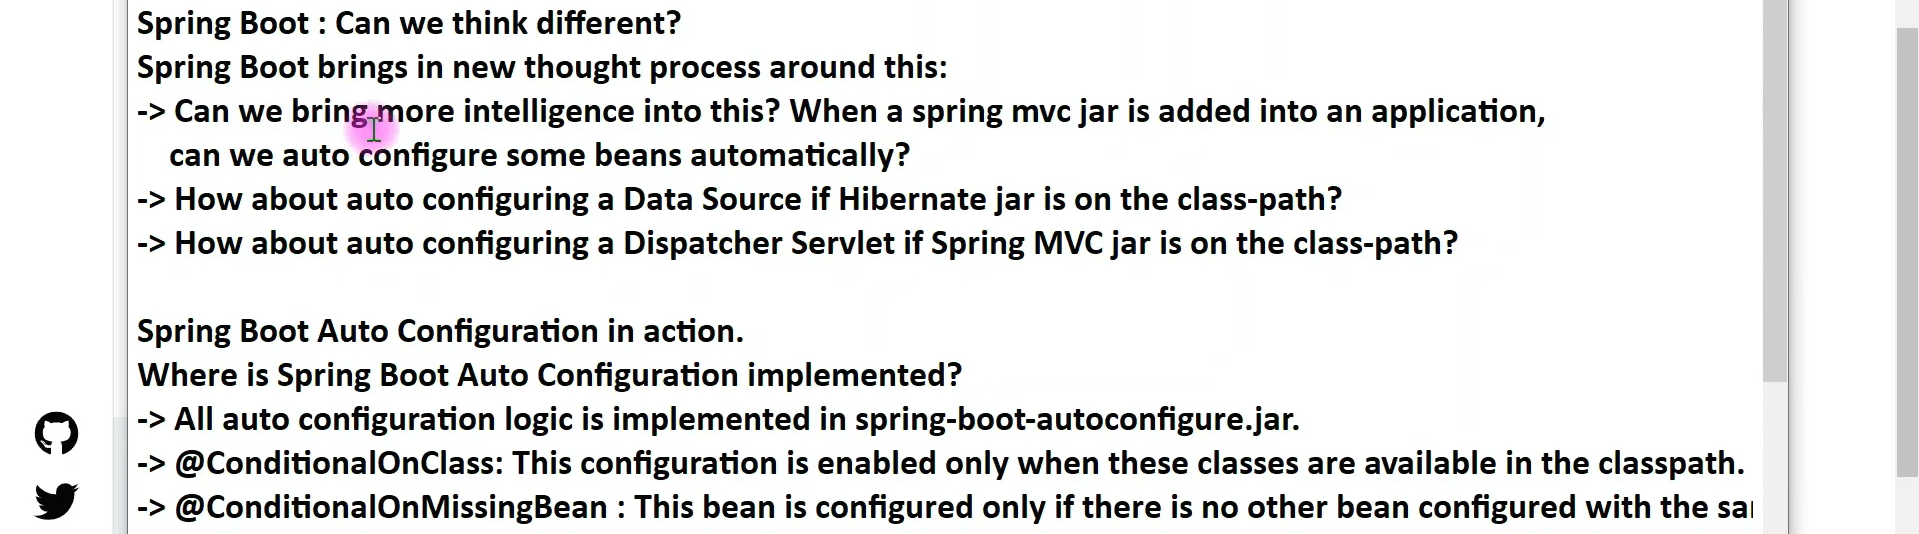 Spring Boot : Can we think different?
Spring Boot brings in new thought process around this:
-> Can we bring more intelligence into this? When a spring mvc jar is added into an application,
can we auto configure some beans automatically?
-> How about auto configuring a Data Source if Hibernate jar is on the class-path?
-> How about auto configuring a Dispatcher Servlet if Spring MVC jar is on the class-path?
Spring Boot Auto Configuration in action.
Where is Spring Boot Auto Configuration implemented?
-> All auto configuration logic is implemented in spring-boot-autoconfigure.jar.
-> @ConditionalOnClass: This configuration is enabled only when these classes are available in the classpath.
-> @ConditionalOnMissingBean : This bean is configured only if there is no other bean configured with the